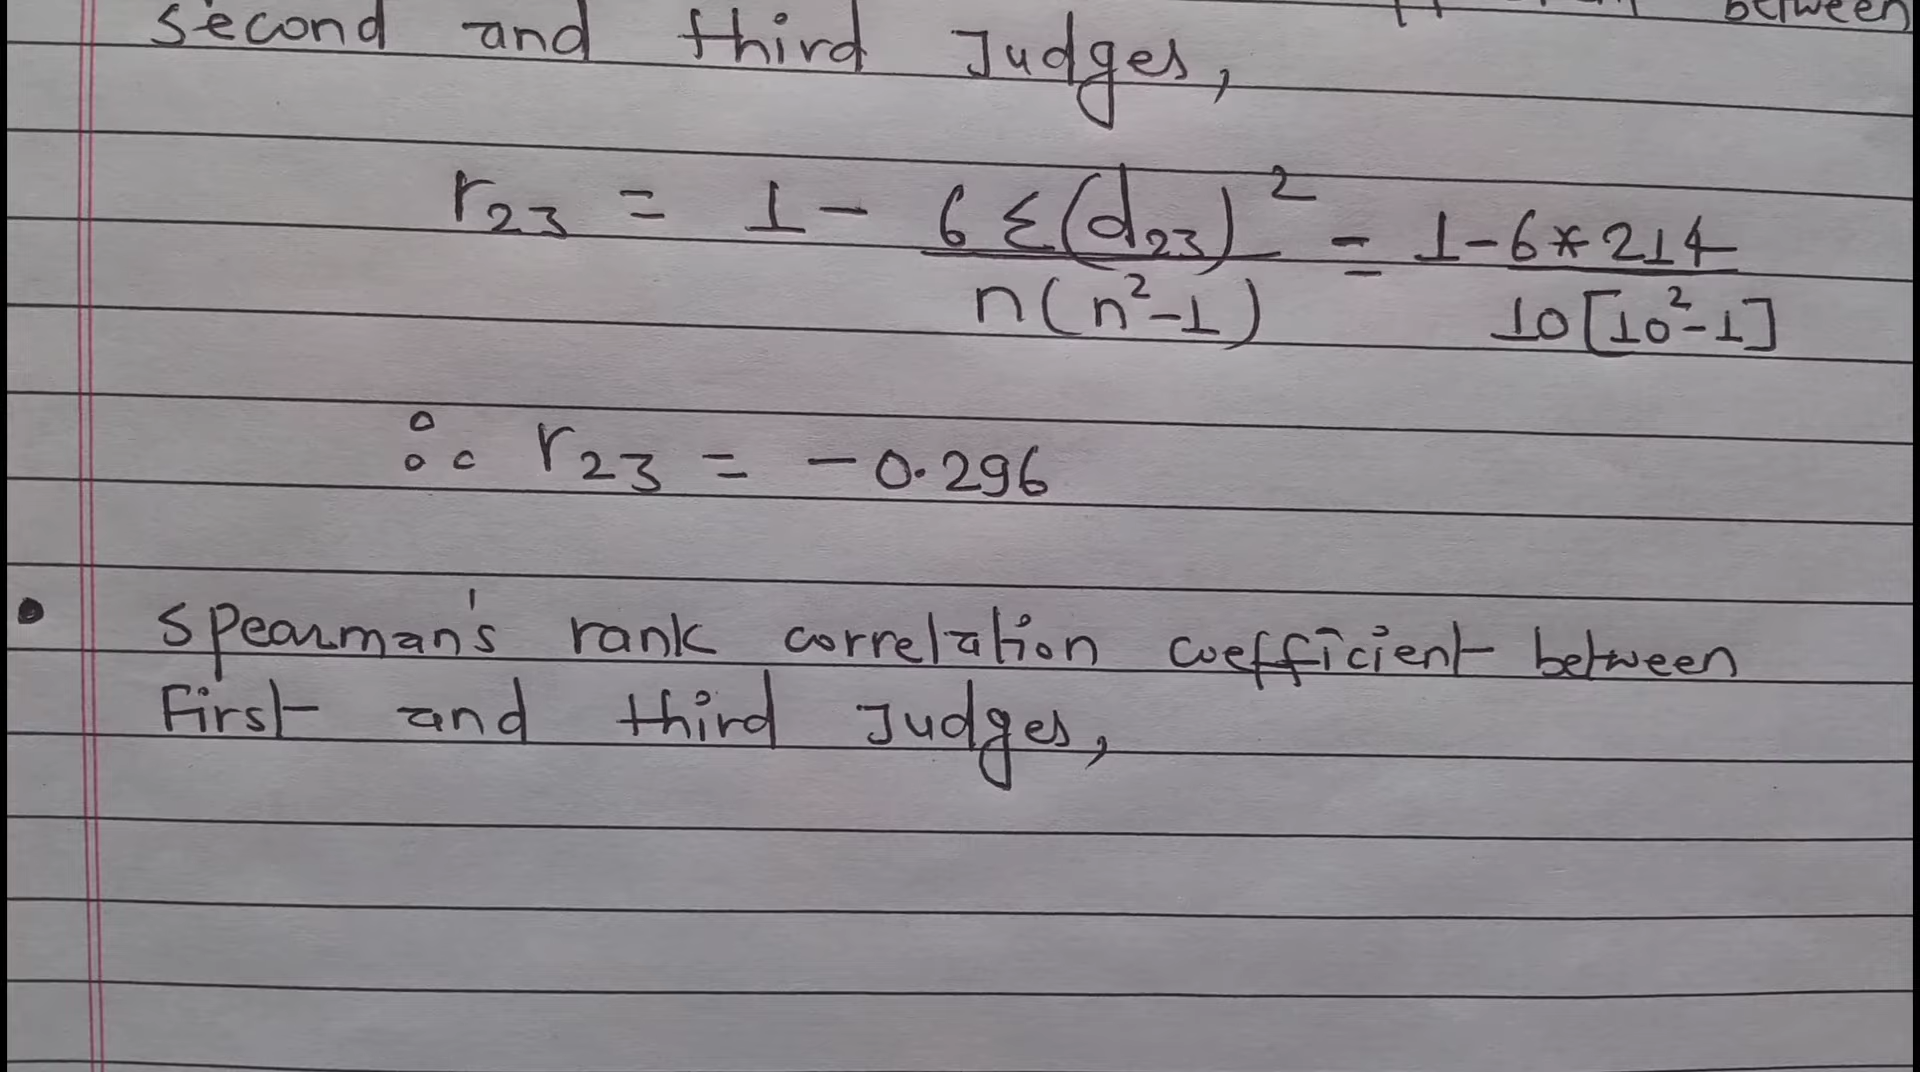 between
second and third Judges,
r23 = 1 - 6 Σ(d23)² / n(n²-1) = 1-6*214 / 10[10²-1]
∴ r23 = -0.296
• Spearman's rank correlation coefficient between
First and third Judges,